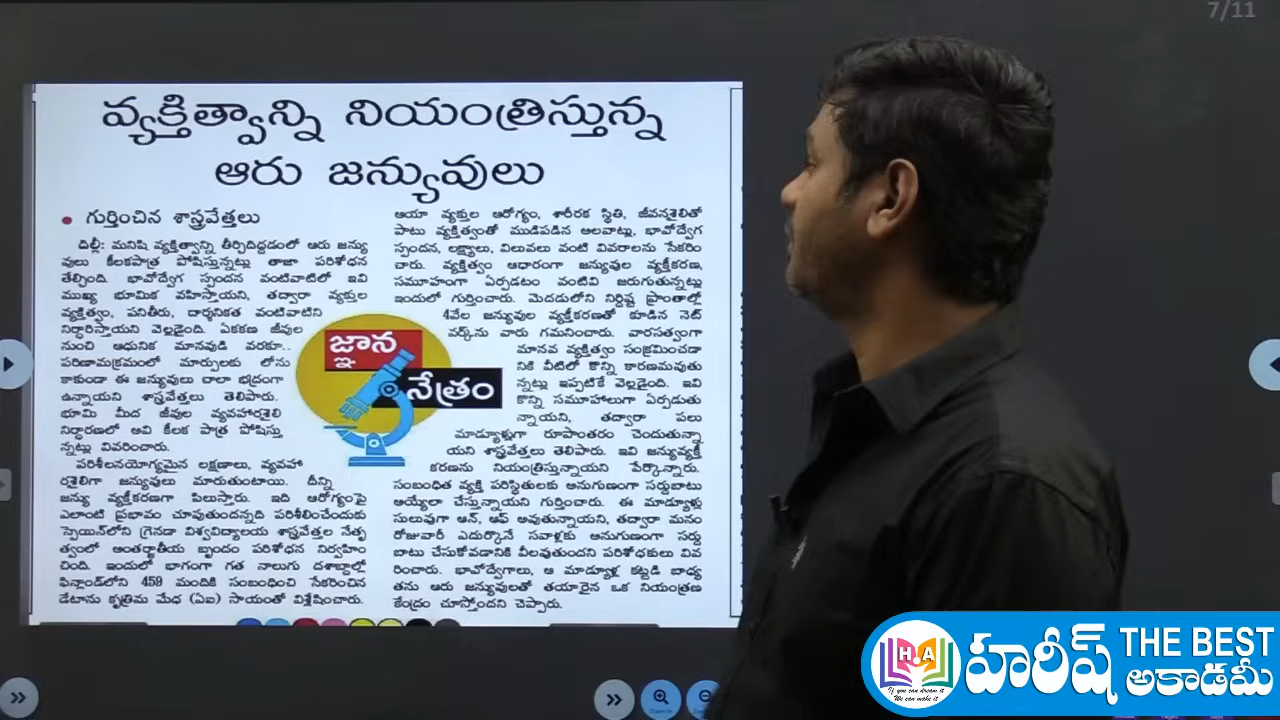 7/11
వ్యక్తిత్వాన్ని నియంత్రిస్తున్న
ఆరు జన్యువులు
• గుర్తించిన శాస్త్రవేత్తలు
దిల్లీ: మనిషి వ్యక్తిత్వాన్ని తీర్చిదిద్దడంలో ఆరు జన్యు
వులు కీలకపాత్ర పోషిస్తున్నట్లు తాజా పరిశోధన
తేల్చింది. భావోద్వేగ స్పందన వంటివాటిలో ఇవి
ముఖ్య భూమిక వహిస్తాయని, తద్వారా వ్యక్తుల
వ్యక్తిత్వం, పనితీరు, దార్శనికత వంటివాటిని
నిర్ధారిస్తాయని వెల్లడైంది. ఏకకణ జీవుల
నుంచి ఆధునిక మానవుడి వరకూ..
పరిణామక్రమంలో మార్పులకు లోను
కాకుండా ఈ జన్యువులు చాలా భద్రంగా
ఉన్నాయని శాస్త్రవేత్తలు తెలిపారు.
భూమి మీద జీవుల వ్యవహారశైలి
నిర్ధారణలో అవి కీలక పాత్ర పోషిస్తు
న్నట్లు వివరించారు.
పరిశీలనయోగ్యమైన లక్షణాలు, వ్యవహా
రశైలిగా జన్యువులు మారుతుంటాయి. దీన్ని
జన్యు వ్యక్తీకరణగా పిలుస్తారు. ఇది ఆరోగ్యంపై
ఎలాంటి ప్రభావం చూపుతుందన్నది పరిశీలించేందుకు
స్పెయిన్‌లోని గ్రెనడా విశ్వవిద్యాలయ శాస్త్రవేత్తల నేతృ
త్వంలో అంతర్జాతీయ బృందం పరిశోధన నిర్వహిం
చింది. ఇందులో భాగంగా గత నాలుగు దశాబ్దాల్లో
ఫిన్లాండ్‌లోని 459 మందికి సంబంధించి సేకరించిన
డేటాను కృత్రిమ మేధ (ఏఐ) సాయంతో విశ్లేషించారు.
జ్ఞాన
నేత్రం
ఆయా వ్యక్తుల ఆరోగ్యం, శారీరక స్థితి, జీవనశైలితో
పాటు వ్యక్తిత్వంతో ముడిపడిన అలవాట్లు, భావోద్వేగ
స్పందన, లక్ష్యాలు, విలువలు వంటి వివరాలను సేకరిం
చారు. వ్యక్తిత్వం ఆధారంగా జన్యువుల వ్యక్తీకరణ,
సమూహంగా ఏర్పడటం వంటివి జరుగుతున్నట్లు
ఇందులో గుర్తించారు. మెదడులోని నిర్దిష్ట ప్రాంతాల్లో
4వేల జన్యువుల వ్యక్తీకరణతో కూడిన నెట్
వర్క్‌ను వారు గమనించారు. వారసత్వంగా
మానవ వ్యక్తిత్వం సంక్రమించడా
నికి వీటిలో కొన్ని కారణమవుతు
న్నట్లు ఇప్పటికే వెల్లడైంది. ఇవి
కొన్ని సమూహాలుగా ఏర్పడుతు
న్నాయని, తద్వారా పలు
మాడ్యూళ్లుగా రూపాంతరం చెందుతున్నా
యని శాస్త్రవేత్తలు తెలిపారు. ఇవి జన్యువ్యక్తీ
కరణను నియంత్రిస్తున్నాయని పేర్కొన్నారు.
సంబంధిత వ్యక్తి పరిస్థితులకు అనుగుణంగా సర్దుబాటు
అయ్యేలా చేస్తున్నాయని గుర్తించారు. ఈ మాడ్యూళ్లు
సులువుగా ఆన్, ఆఫ్ అవుతున్నాయని, తద్వారా మనం
రోజువారీ ఎదుర్కొనే సవాళ్లకు అనుగుణంగా సర్దు
బాటు చేసుకోవడానికి వీలవుతుందని పరిశోధకులు వివ
రించారు. భావోద్వేగాలు, ఆ మాడ్యూళ్ల కట్టడి బాధ్య
తను ఆరు జన్యువులతో తయారైన ఒక నియంత్రణ
కేంద్రం చూస్తోందని చెప్పారు.
H A
If you can dream it
We can make it
హరీష్ THE BEST
అకాడమీ